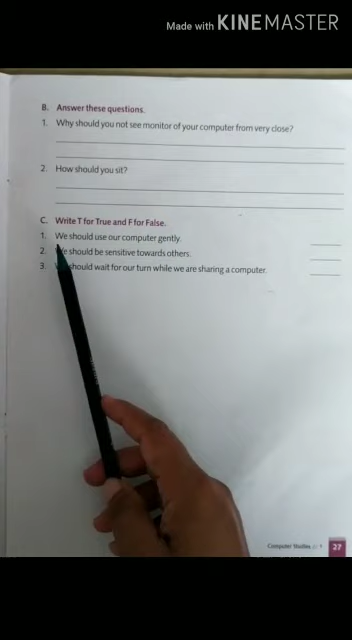 Made with KINEMASTER
B. Answer these questions.
1. Why should you not see monitor of your computer from very close?
2. How should you sit?
C. Write T for True and F for False.
1. We should use our computer gently.
2. We should be sensitive towards others.
3. should wait for our turn while we are sharing a computer.
Computer Studies
27